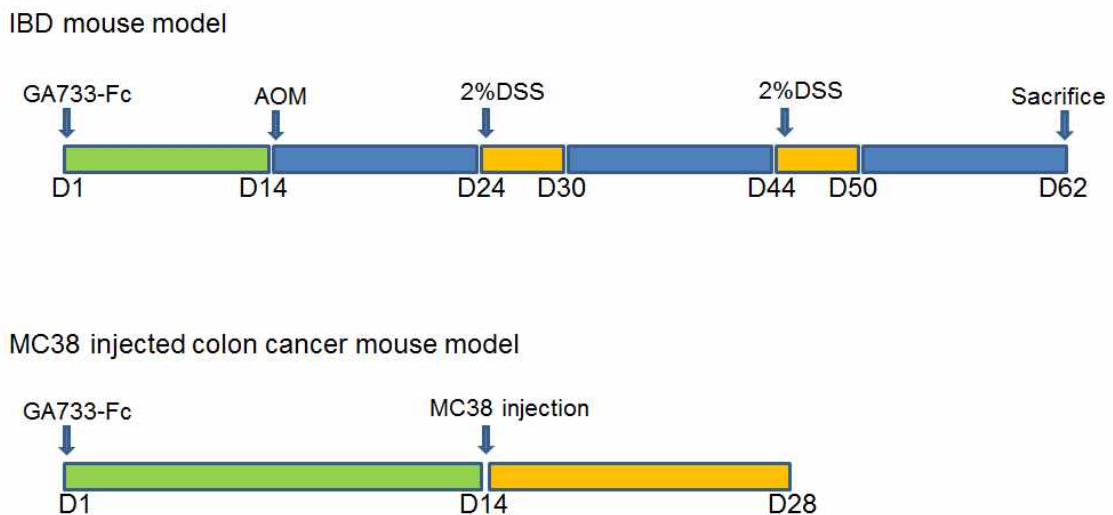 IBD mouse model
GA733-Fc AOM 2%DSS 2%DSS Sacrifice
D1 D14 D24 D30 D44 D50 D62
MC38 injected colon cancer mouse model
GA733-Fc MC38 injection
D1 D14 D28